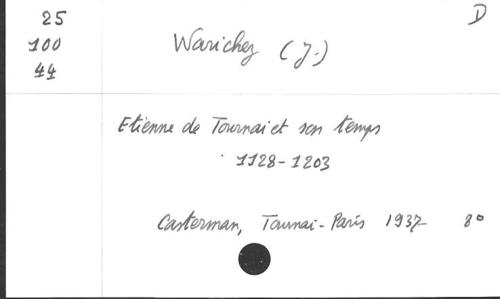 25
100
44
D
Warichez (J.)
Etienne de Tournai et son temps
1128-1203
Casterman, Tournai-Paris 1937 8°